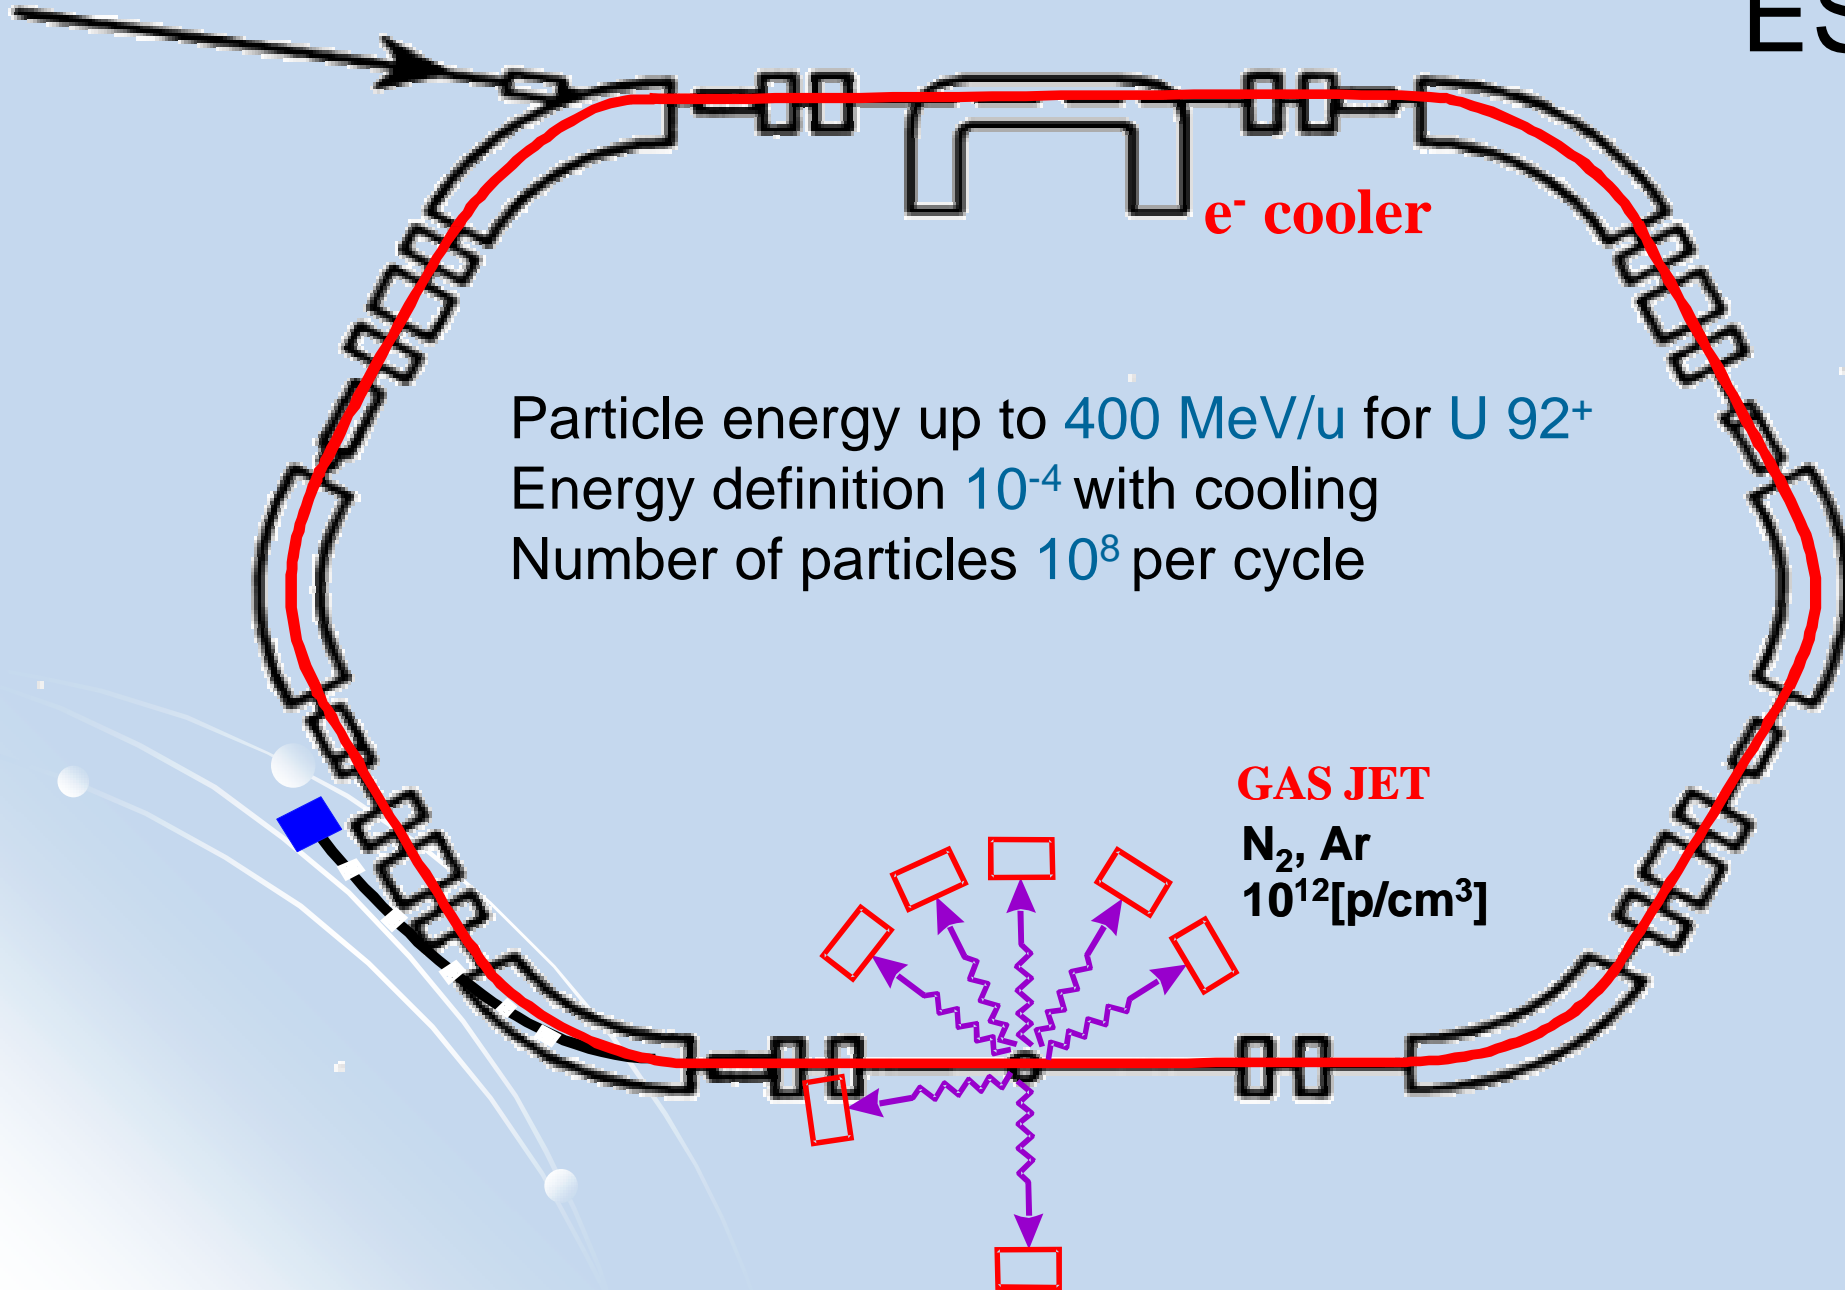 ES
e⁻ cooler
Particle energy up to 400 MeV/u for U 92⁺
Energy definition 10⁻⁴ with cooling
Number of particles 10⁸ per cycle
GAS JET
N₂, Ar
10¹²[p/cm³]